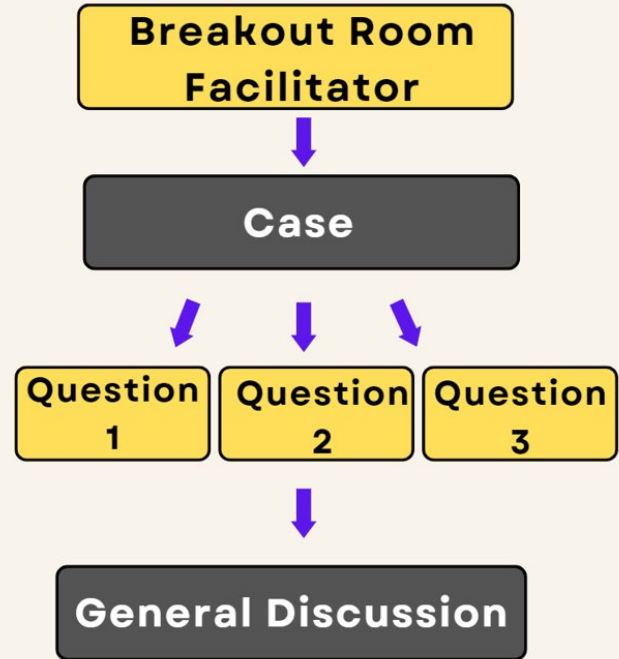 Breakout Room
Facilitator
Case
Question
1
Question
2
Question
3
General Discussion